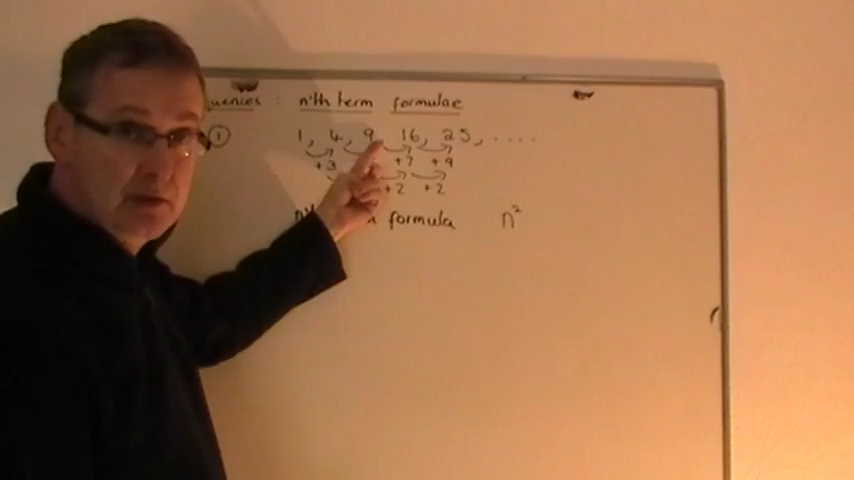 uences : n'th term formulae
1 1, 4, 9, 16, 25, ....
+3 +7 +9
+2 +2
formula n²